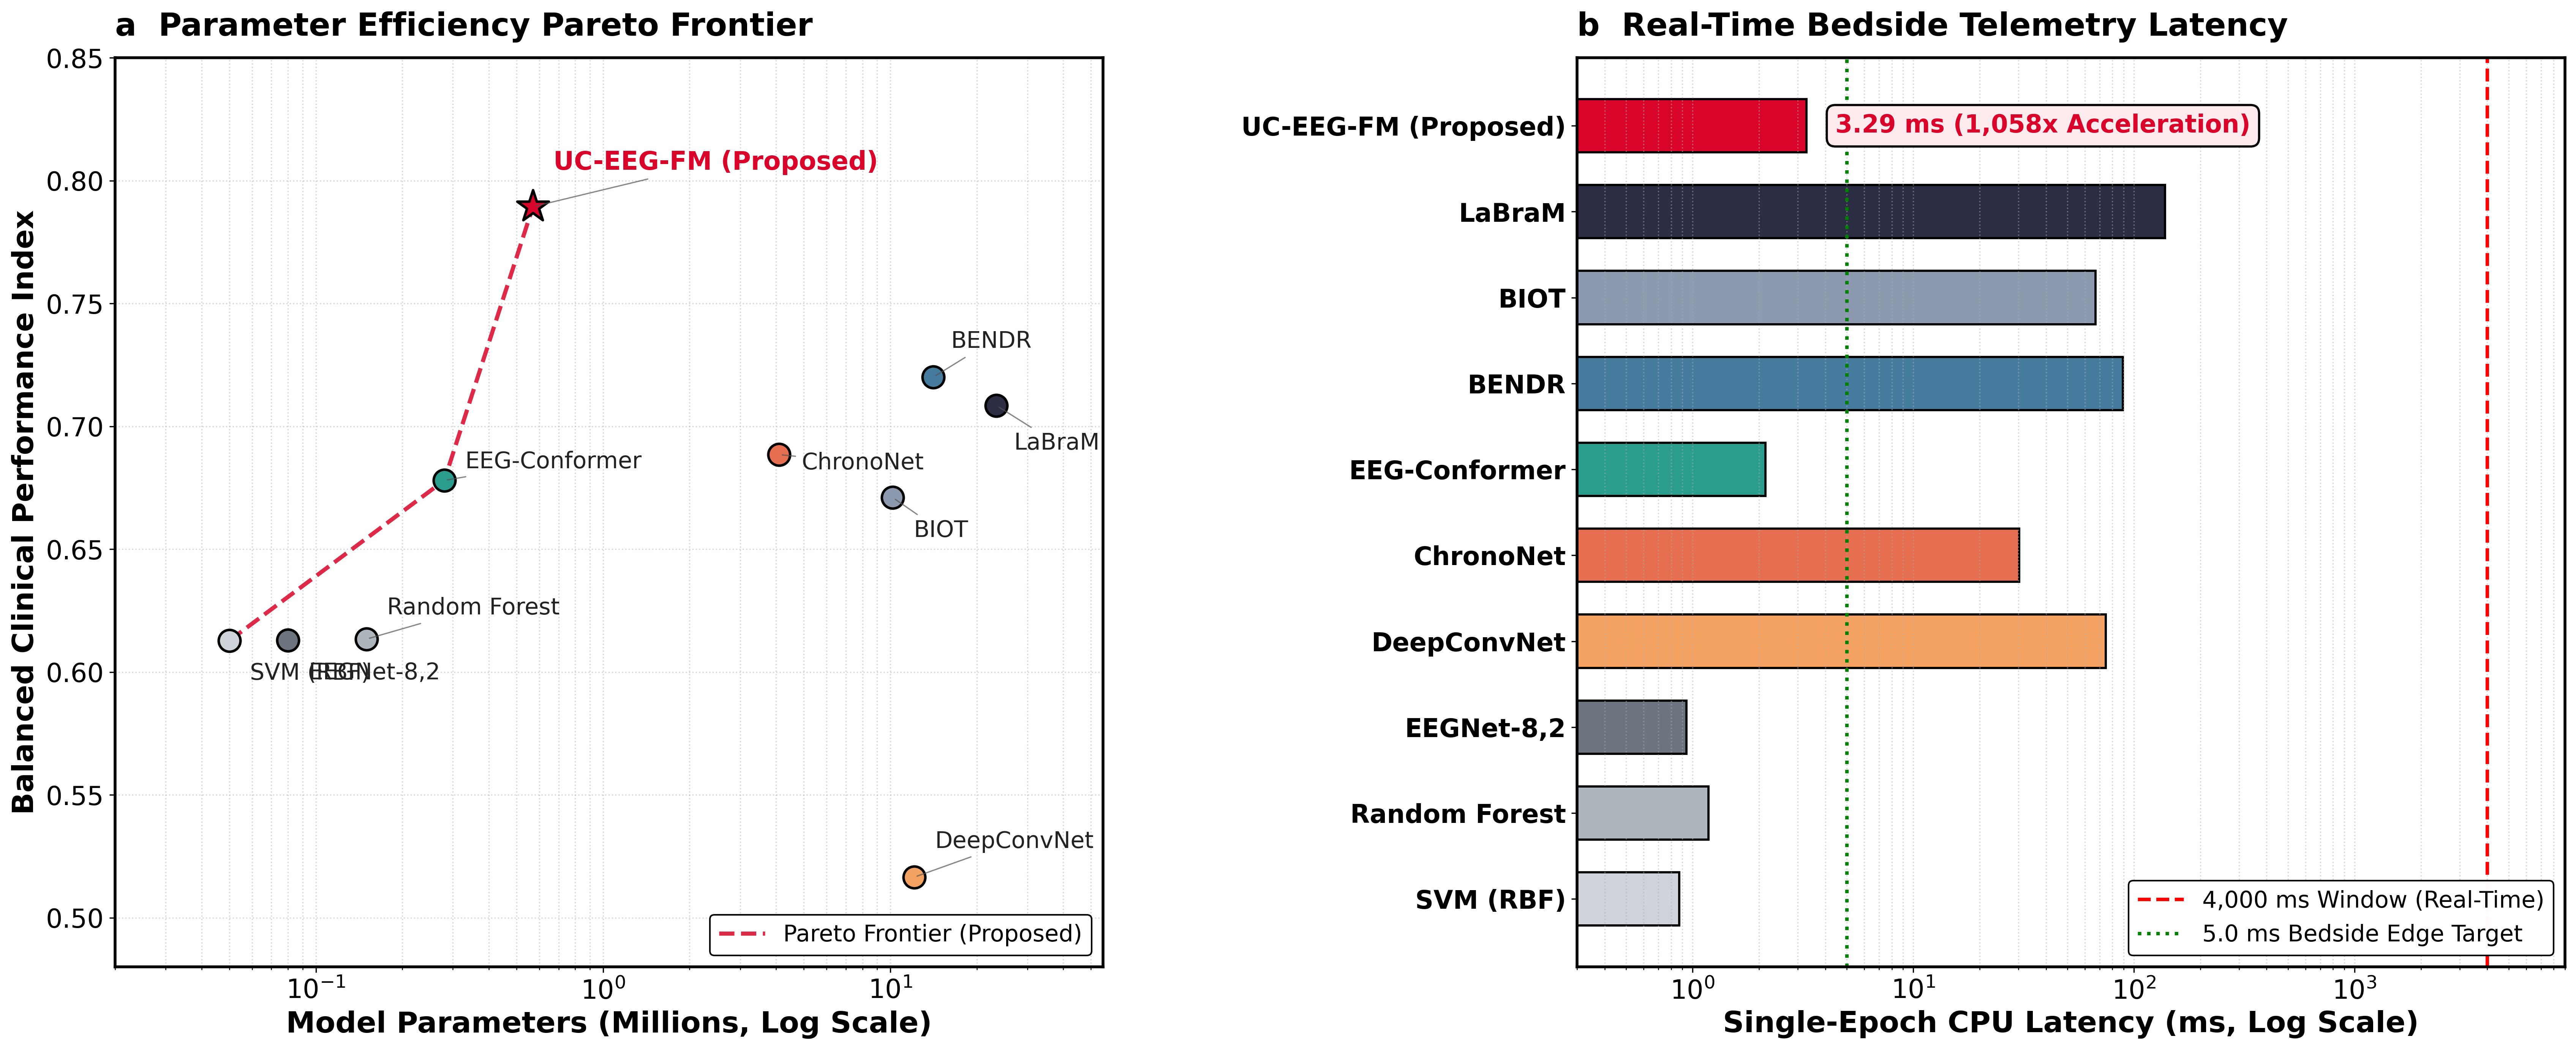 a Parameter Efficiency Pareto Frontier
Balanced Clinical Performance Index
0.85
0.80
0.75
0.70
0.65
0.60
0.55
0.50
UC-EEG-FM (Proposed)
BENDR
LaBraM
EEG-Conformer
ChronoNet
BIOT
Random Forest
SVM (RBF)
EEGNet-8,2
DeepConvNet
Pareto Frontier (Proposed)
10⁻¹
10⁰
10¹
Model Parameters (Millions, Log Scale)
b Real-Time Bedside Telemetry Latency
UC-EEG-FM (Proposed)
3.29 ms (1,058x Acceleration)
LaBraM
BIOT
BENDR
EEG-Conformer
ChronoNet
DeepConvNet
EEGNet-8,2
Random Forest
SVM (RBF)
4,000 ms Window (Real-Time)
5.0 ms Bedside Edge Target
10⁰
10¹
10²
10³
Single-Epoch CPU Latency (ms, Log Scale)